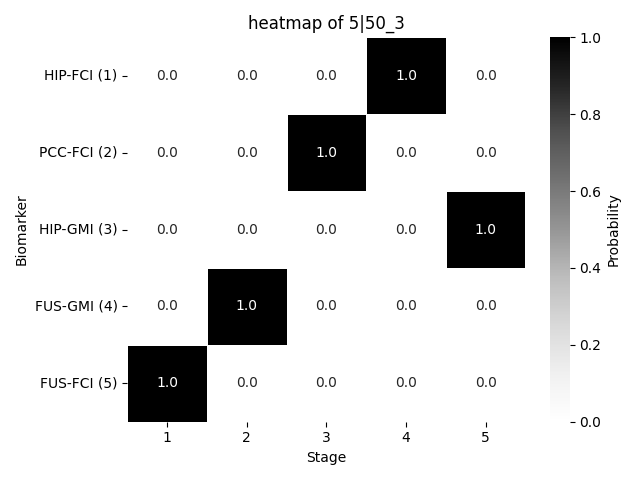 heatmap of 5|50_3
HIP-FCI (1)
0.0 0.0 0.0 1.0 0.0
PCC-FCI (2)
0.0 0.0 1.0 0.0 0.0
HIP-GMI (3)
0.0 0.0 0.0 0.0 1.0
FUS-GMI (4)
0.0 1.0 0.0 0.0 0.0
FUS-FCI (5)
1.0 0.0 0.0 0.0 0.0
1 2 3 4 5
Stage
Biomarker
1.0
0.8
0.6
0.4
0.2
0.0
Probability